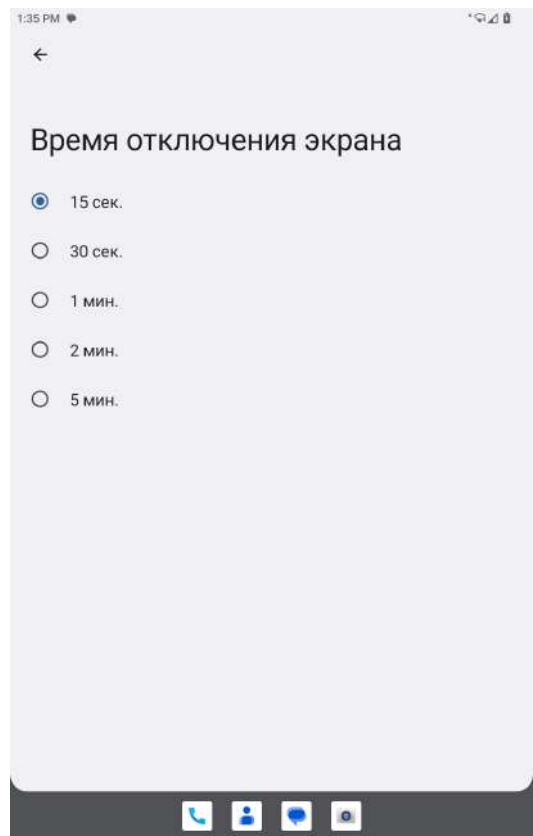 1:35 PM
Время отключения экрана
15 сек.
30 сек.
1 мин.
2 мин.
5 мин.